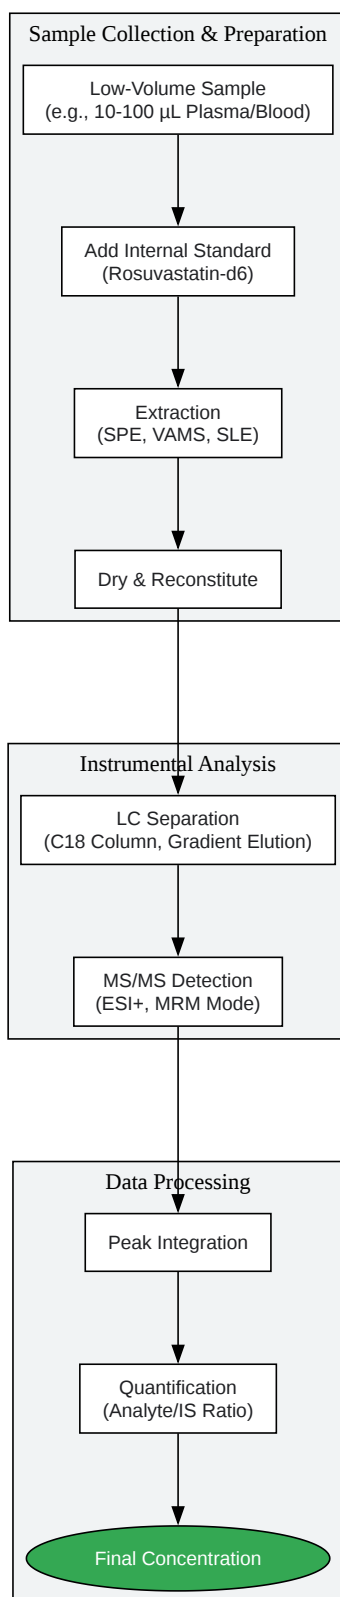 Sample Collection & Preparation
Low-Volume Sample
(e.g., 10-100 µL Plasma/Blood)
Add Internal Standard
(Rosuvastatin-d6)
Extraction
(SPE, VAMS, SLE)
Dry & Reconstitute
Instrumental Analysis
LC Separation
(C18 Column, Gradient Elution)
MS/MS Detection
(ESI+, MRM Mode)
Data Processing
Peak Integration
Quantification
(Analyte/IS Ratio)
Final Concentration